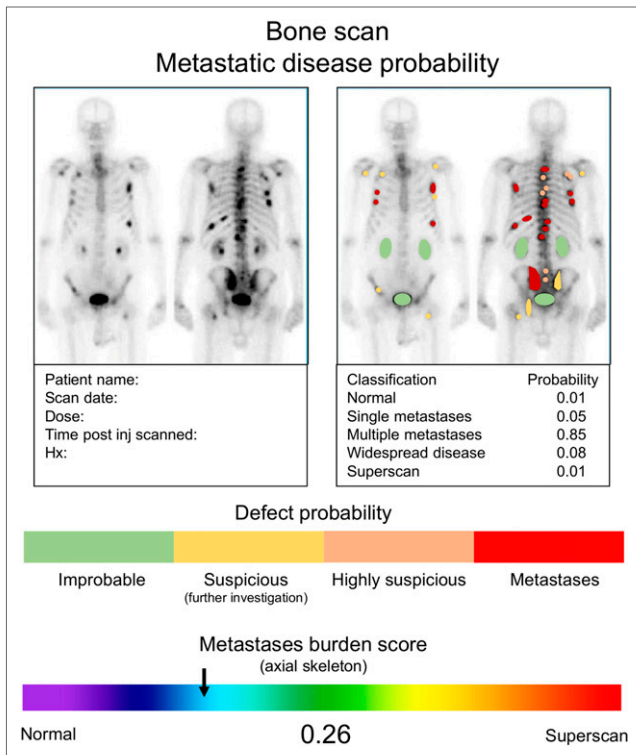 Bone scan
Metastatic disease probability
Patient name:
Scan date:
Dose:
Time post inj scanned:
Hx:
Classification Probability
Normal 0.01
Single metastases 0.05
Multiple metastases 0.85
Widespread disease 0.08
Superscan 0.01
Defect probability
Improbable Suspicious Highly suspicious Metastases
(further investigation)
Metastases burden score
(axial skeleton)
Normal 0.26 Superscan